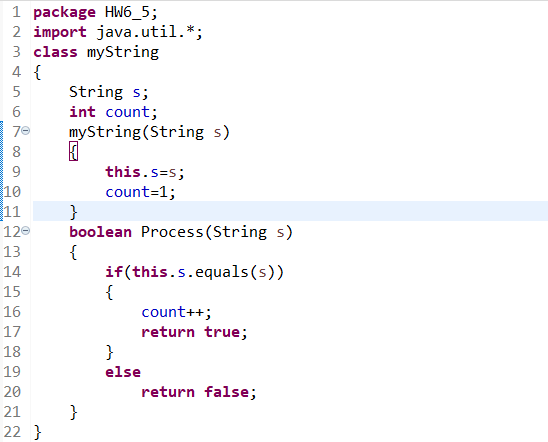 1 package HW6_5;
2 import java.util.*;
3 class myString
4 {
5     String s;
6     int count;
7     myString(String s)
8     {
9         this.s=s;
10         count=1;
11     }
12     boolean Process(String s)
13     {
14         if(this.s.equals(s))
15         {
16             count++;
17             return true;
18         }
19         else
20             return false;
21     }
22 }